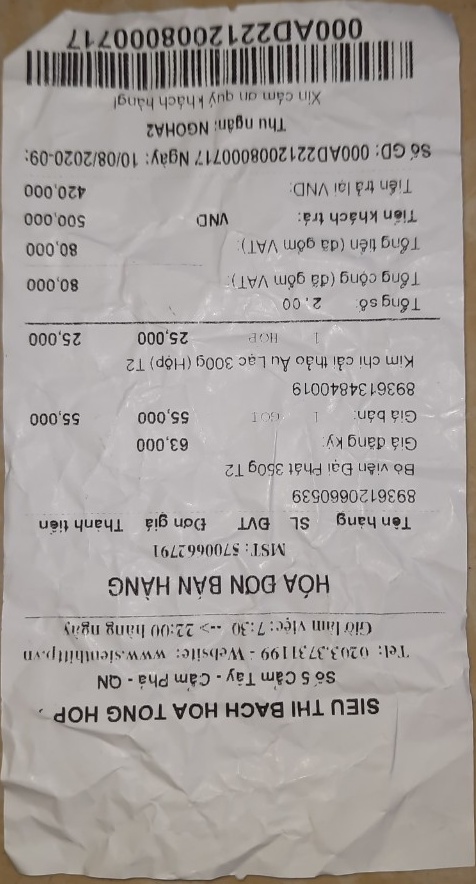 SIEU THI BACH HOA TONG HOP
Số 5 Cẩm Tây - Cẩm Phả - QN
Tel: 0203.3731199 - Website: www.sieuthittp.vn
Giờ làm việc: 7:30 --> 22:00 hàng ngày
HÓA ĐƠN BÁN HÀNG
MST: 5700662791
Tên hàng SL ĐVT Đơn giá Thành tiền
8936120660539
Bò viên Đại Phát 350g T2
Giá đăng ký: 63,000
Giá bán: 1 GOI 55,000 55,000
8936134840019
Kim chi cải thảo Âu Lạc 300g (Hộp) T2
1 HOP 25,000 25,000
Tổng số 2.00
Tổng cộng (đã gồm VAT): 80,000
Tổng tiền (đã gồm VAT): 80,000
Tiền khách trả: VND 500,000
Tiền trả lại VND: 420,000
Số GD: 000AD221200800717 Ngày: 10/08/2020-09:
Thu ngân: NGOHA2
Xin cảm ơn quý khách hàng!
000AD221200800717